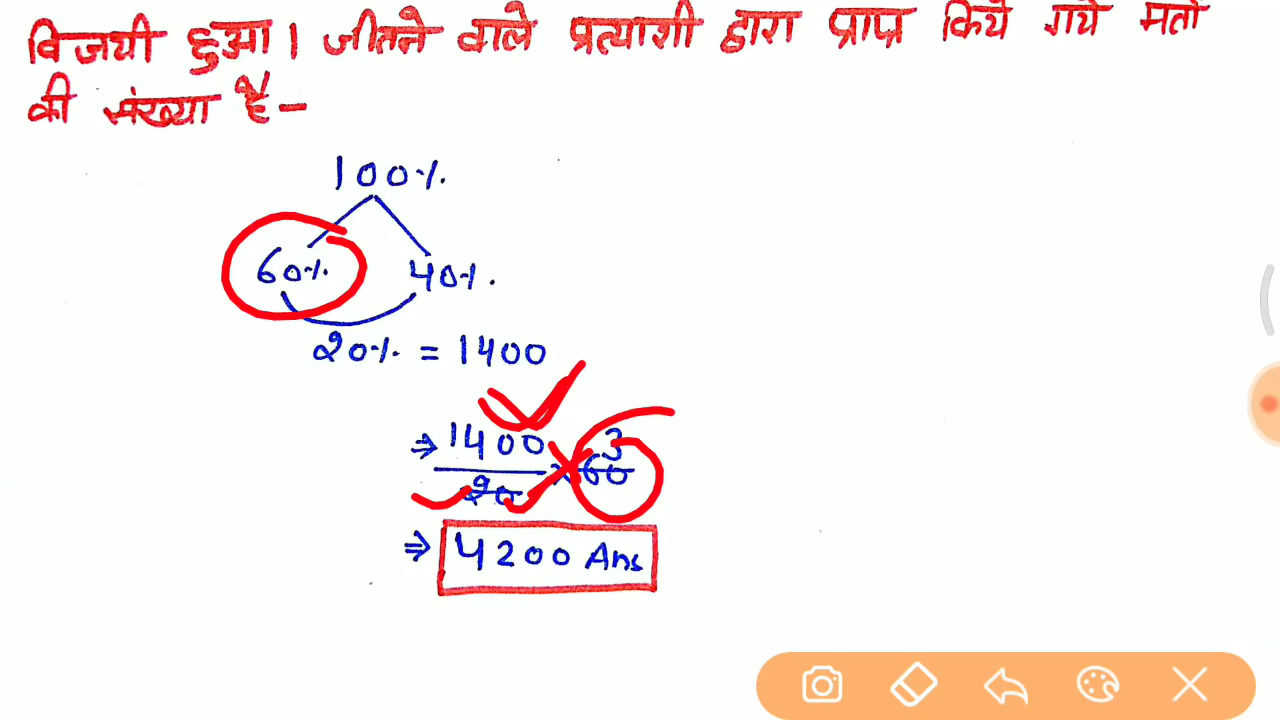 विजयी हुआ। जीतने वाले प्रत्याशी द्वारा प्राप्त किये गये मतों
की संख्या है-
100%
60% 40%.
20% = 1400
⇒ 1400 3
20 × 60
⇒ 4200 Ans